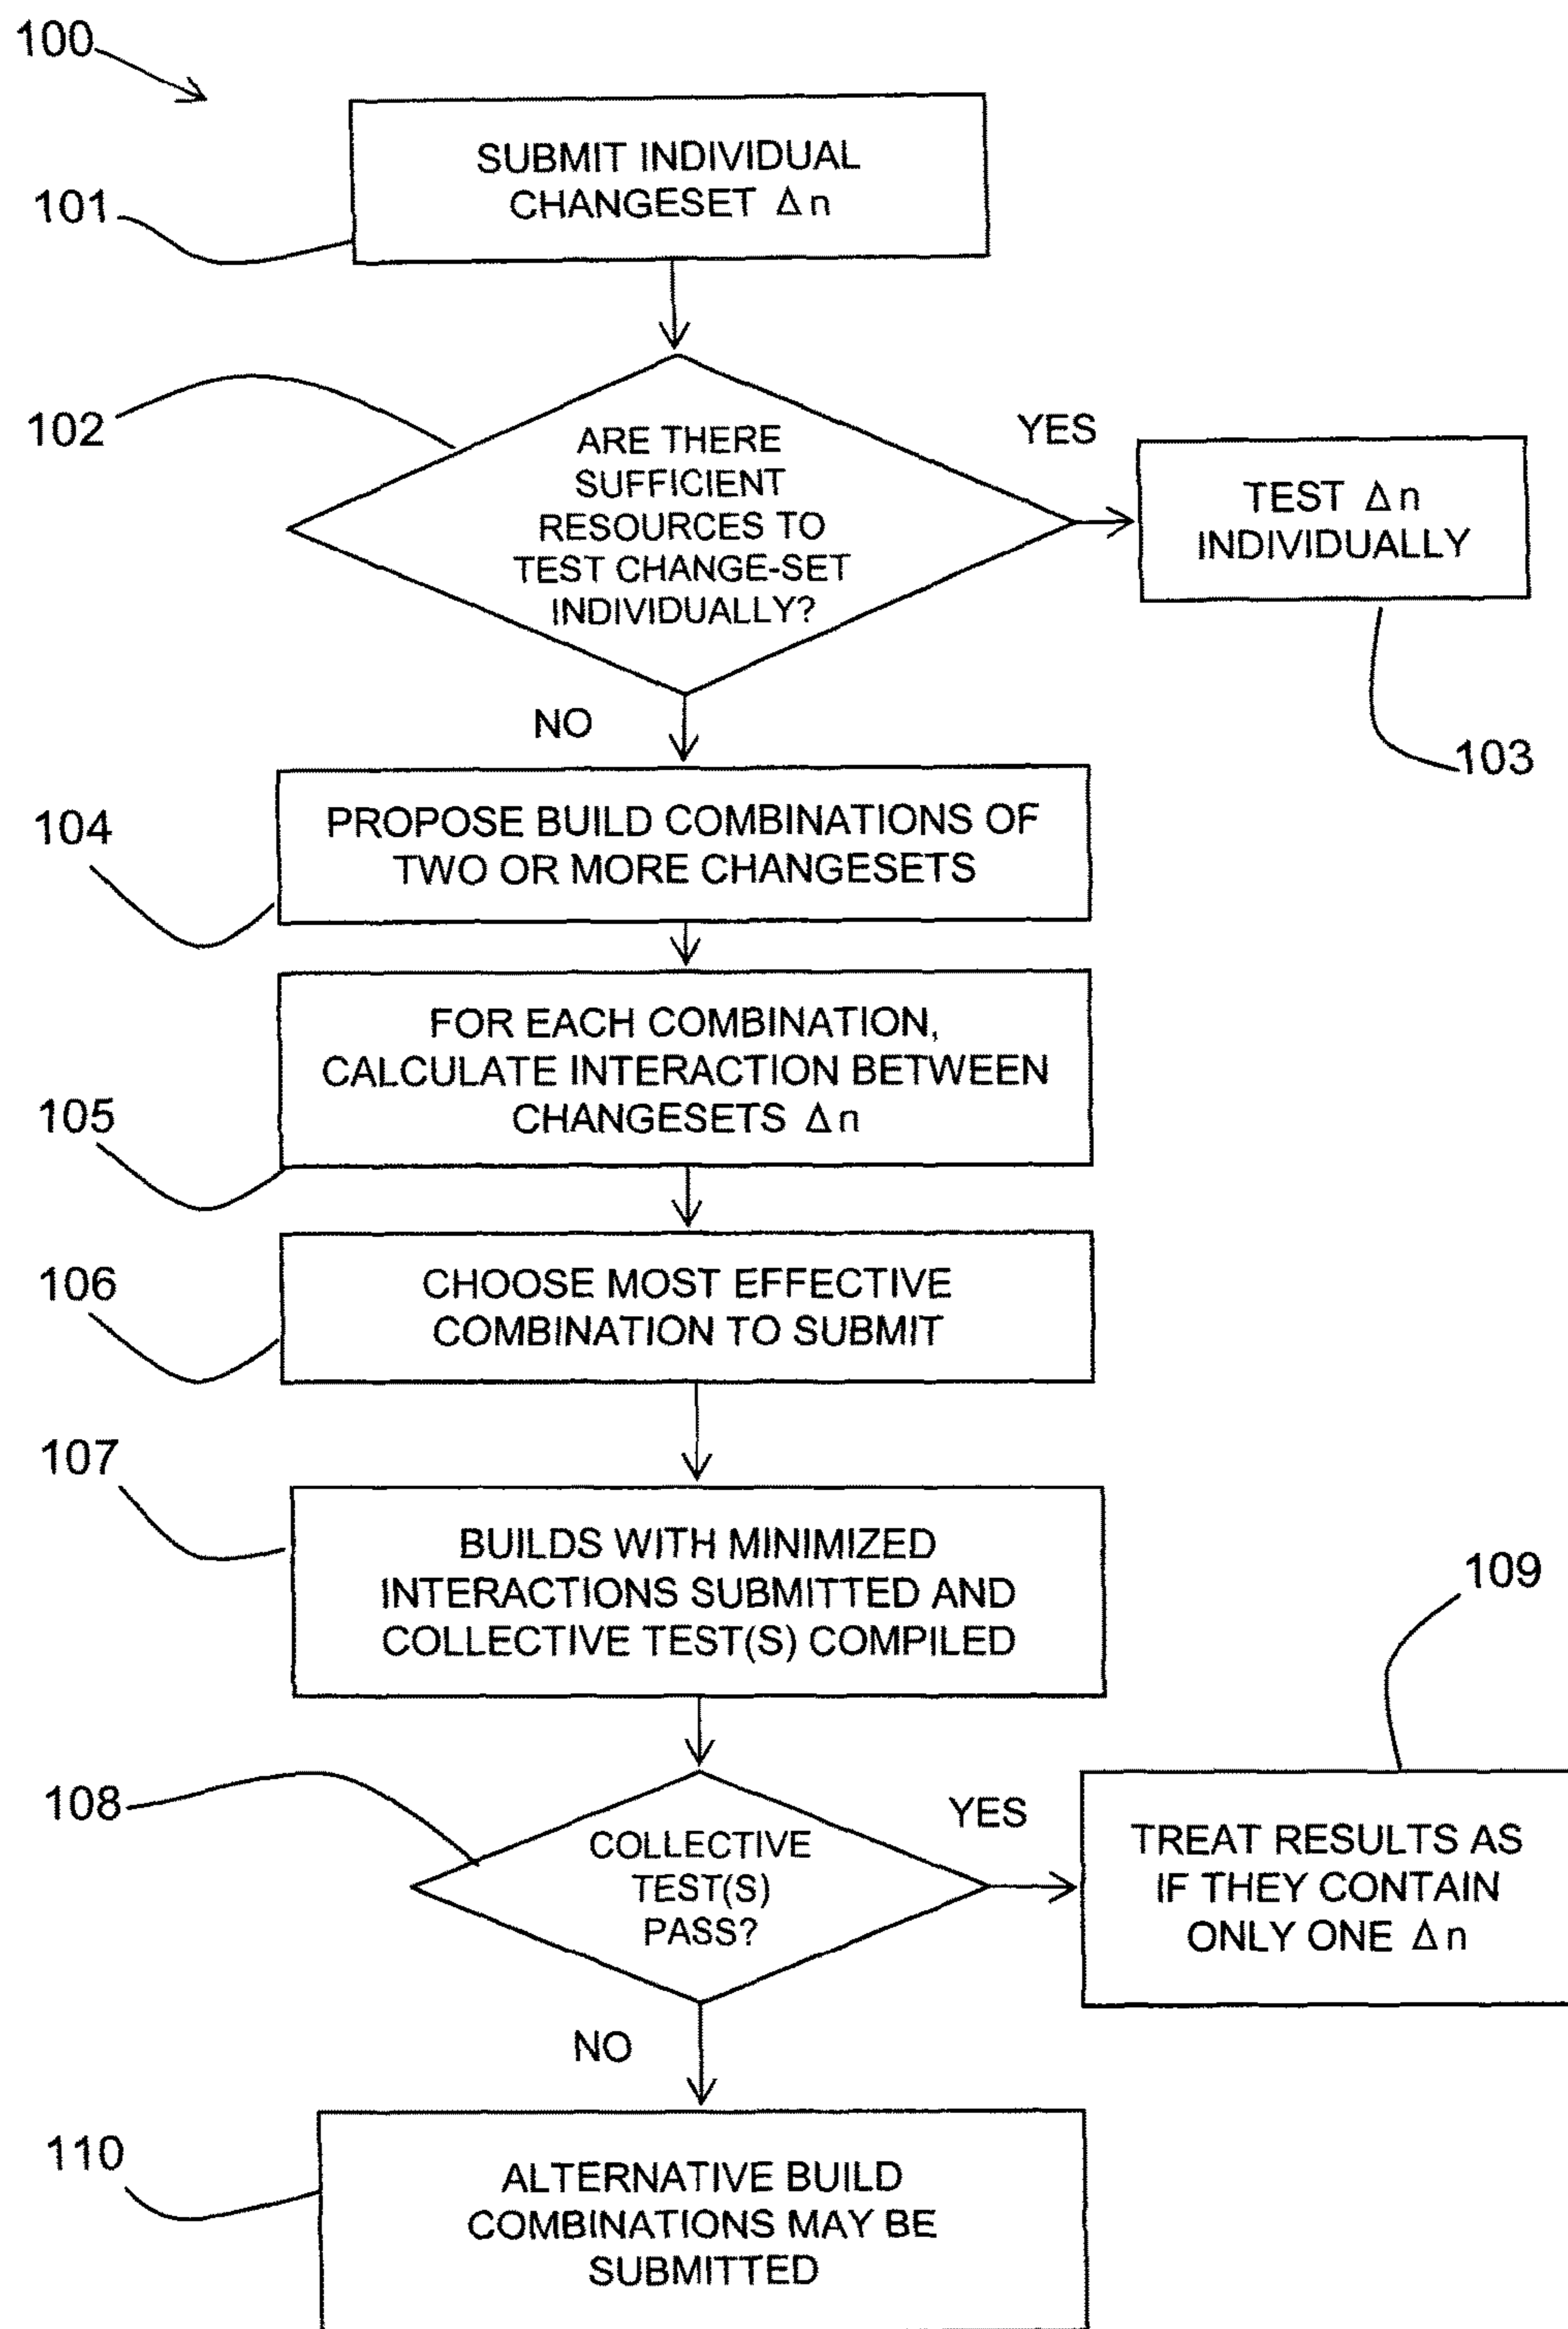 100
SUBMIT INDIVIDUAL
CHANGESET Δn
101
102
ARE THERE
SUFFICIENT
RESOURCES TO
TEST CHANGE-SET
INDIVIDUALLY?
YES
TEST Δn
INDIVIDUALLY
103
NO
104
PROPOSE BUILD COMBINATIONS OF
TWO OR MORE CHANGESETS
FOR EACH COMBINATION,
CALCULATE INTERACTION BETWEEN
CHANGESETS Δn
105
106
CHOOSE MOST EFFECTIVE
COMBINATION TO SUBMIT
107
BUILDS WITH MINIMIZED
INTERACTIONS SUBMITTED AND
COLLECTIVE TEST(S) COMPILED
109
108
COLLECTIVE
TEST(S)
PASS?
YES
TREAT RESULTS AS
IF THEY CONTAIN
ONLY ONE Δn
NO
110
ALTERNATIVE BUILD
COMBINATIONS MAY BE
SUBMITTED